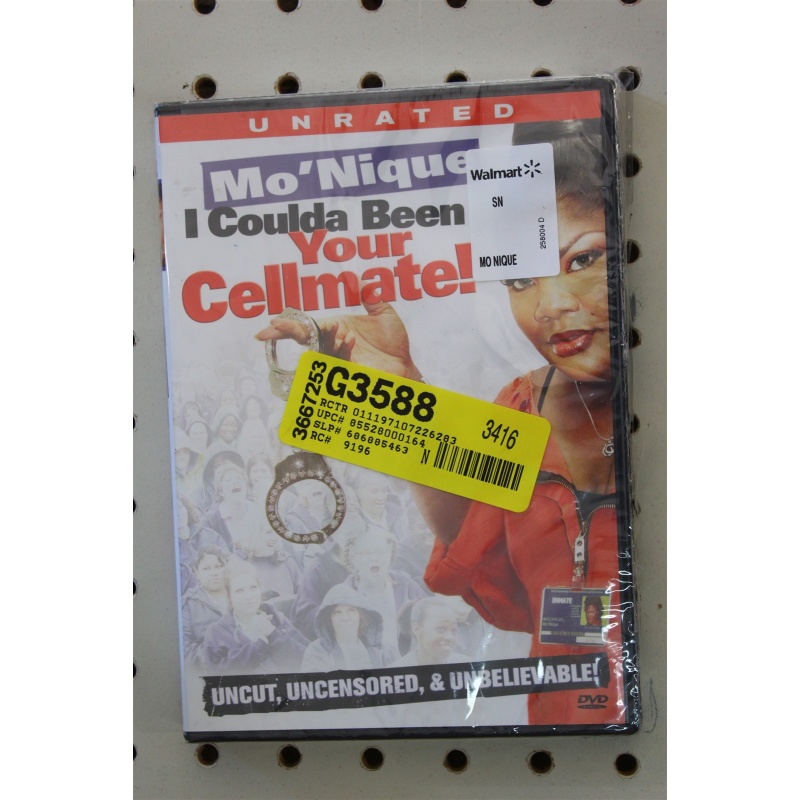 UNRATED
Mo'Nique
I Coulda Been
Your
Cellmate!
Walmart
SN
258004 D
MO NIQUE
3667253
G3588
RCTR 011197107226283
UPC# 85528000164
SLP# 606885463
RC# 9196
3416
N
INMATE
UNCUT, UNCENSORED, & UNBELIEVABLE!
DVD